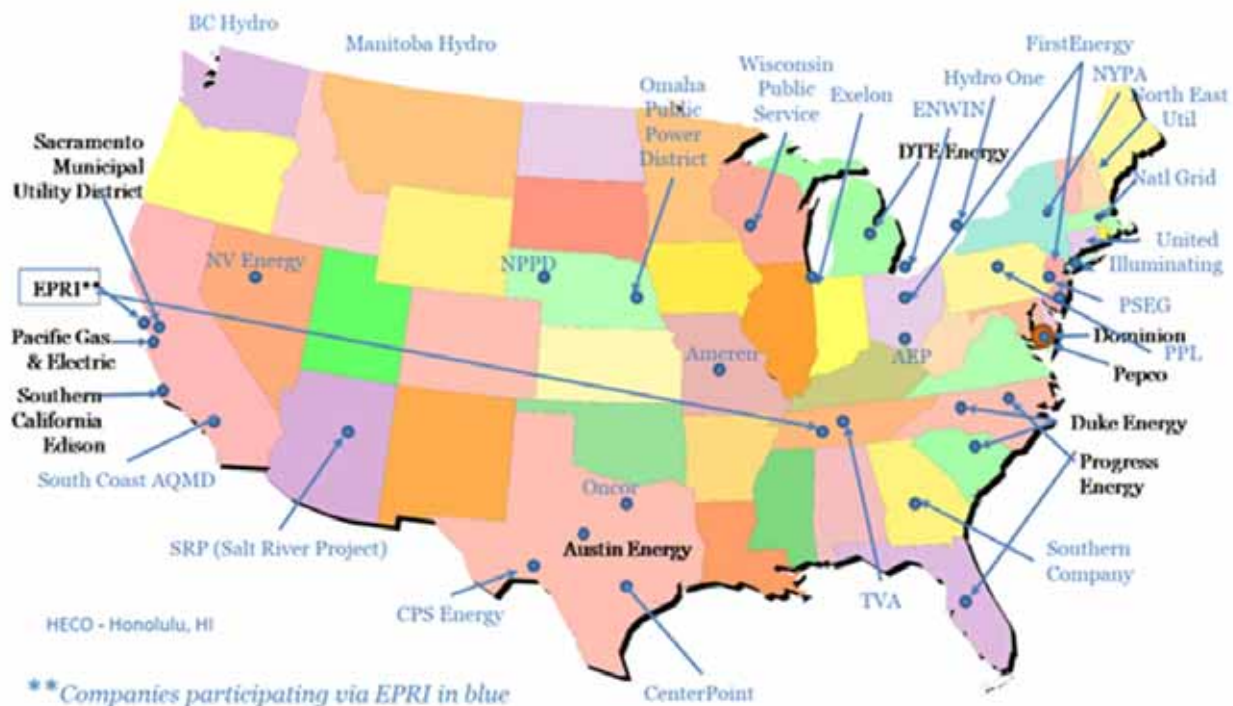 BC Hydro
Manitoba Hydro
Omaha
Public
Power
District
Wisconsin
Public
Service
Exelon
FirstEnergy
Hydro One
NYPA
North East
Util
ENWIN
DTE Energy
Natl Grid
United
Illuminating
PSEG
Dominion
PPL
Pepco
Duke Energy
Progress
Energy
Southern
Company
TVA
AEP
Ameren
NPPD
NV Energy
Sacramento
Municipal
Utility District
EPRI**
Pacific Gas
& Electric
Southern
California
Edison
South Coast AQMD
SRP (Salt River Project)
Oncor
Austin Energy
CPS Energy
CenterPoint
HECO - Honolulu, HI
**Companies participating via EPRI in blue